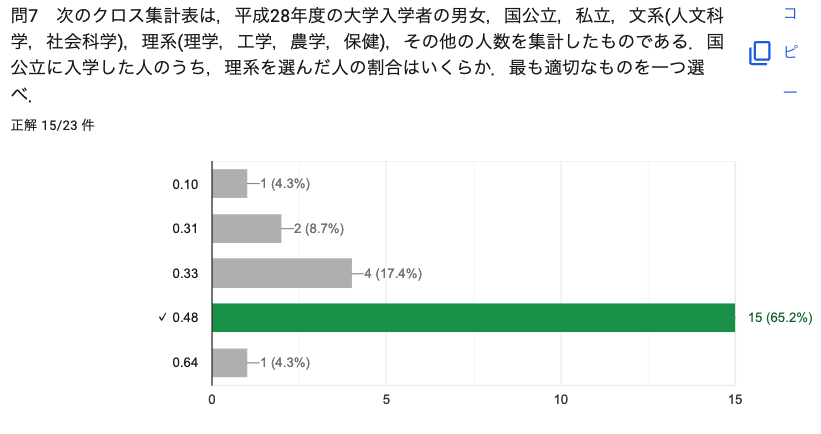 問7　次のクロス集計表は，平成28年度の大学入学者の男女，国公立，私立，文系(人文科
学，社会科学)，理系(理学，工学，農学，保健)，その他の人数を集計したものである．国
公立に入学した人のうち，理系を選んだ人の割合はいくらか．最も適切なものを一つ選
べ．
コピー
正解 15/23 件
0.10
1 (4.3%)
0.31
2 (8.7%)
0.33
4 (17.4%)
✓ 0.48
15 (65.2%)
0.64
1 (4.3%)
0 5 10 15